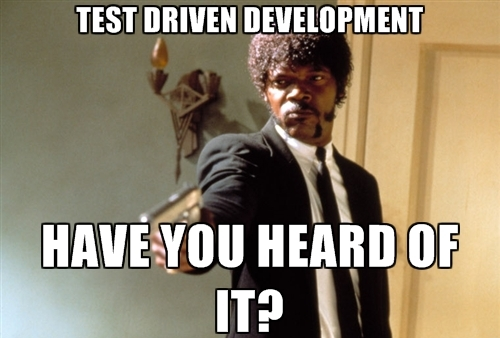 TEST DRIVEN DEVELOPMENT
HAVE YOU HEARD OF
IT?